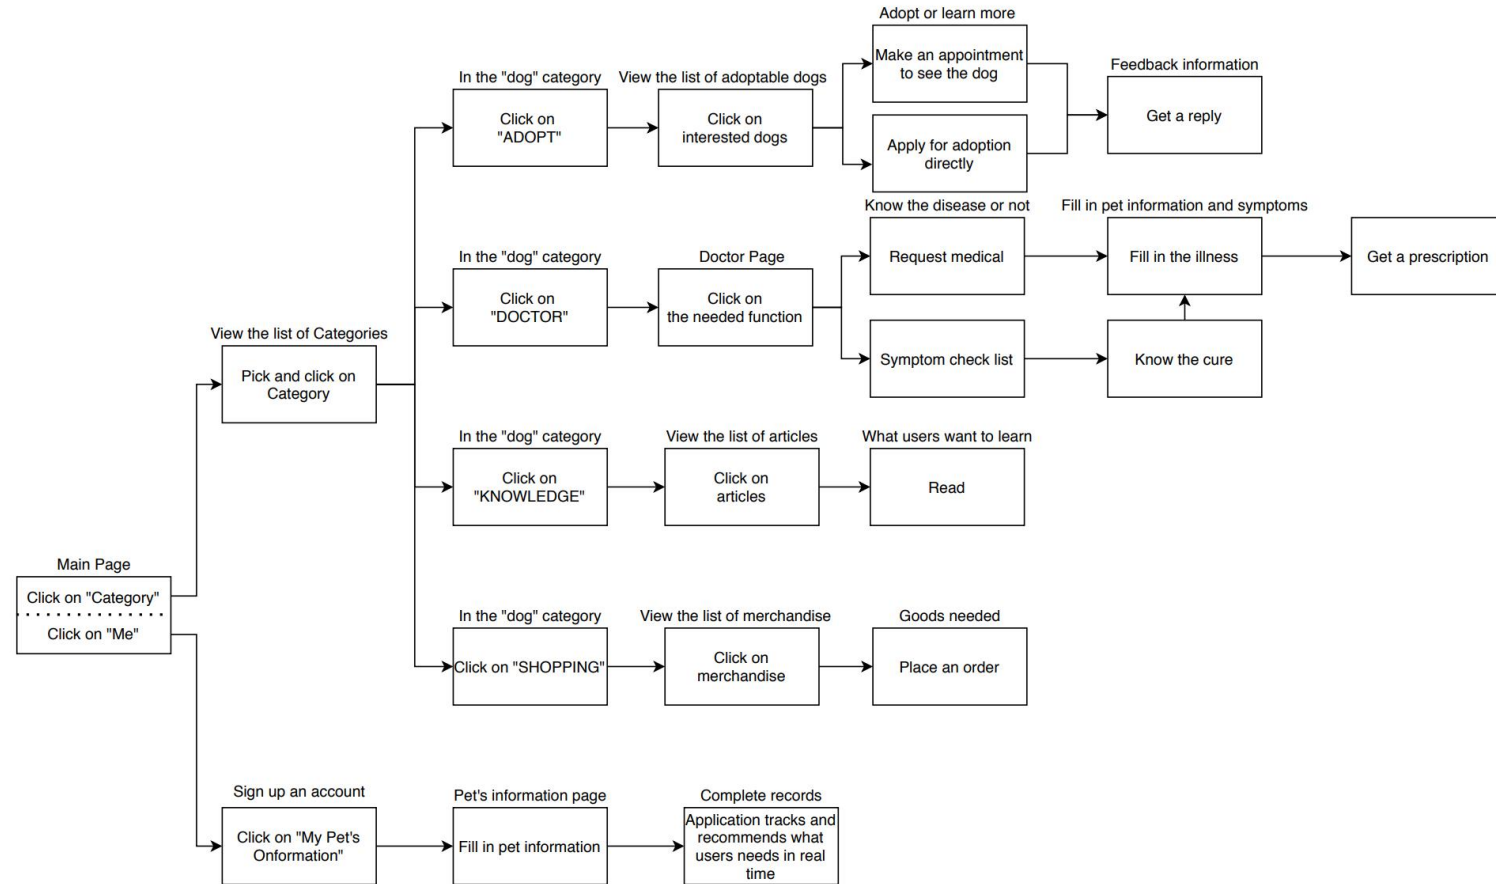 Adopt or learn more
Make an appointment
to see the dog
In the "dog" category
View the list of adoptable dogs
Feedback information
Click on
"ADOPT"
Click on
interested dogs
Get a reply
Apply for adoption
directly
Know the disease or not
Fill in pet information and symptoms
In the "dog" category
Doctor Page
Request medical
Fill in the illness
Get a prescription
Click on
"DOCTOR"
Click on
the needed function
View the list of Categories
Symptom check list
Know the cure
Pick and click on
Category
In the "dog" category
View the list of articles
What users want to learn
Click on
"KNOWLEDGE"
Click on
articles
Read
Main Page
Click on "Category"
Click on "Me"
In the "dog" category
View the list of merchandise
Goods needed
Click on "SHOPPING"
Click on
merchandise
Place an order
Sign up an account
Pet's information page
Complete records
Click on "My Pet's
Onformation"
Fill in pet information
Application tracks and
recommends what
users needs in real
time